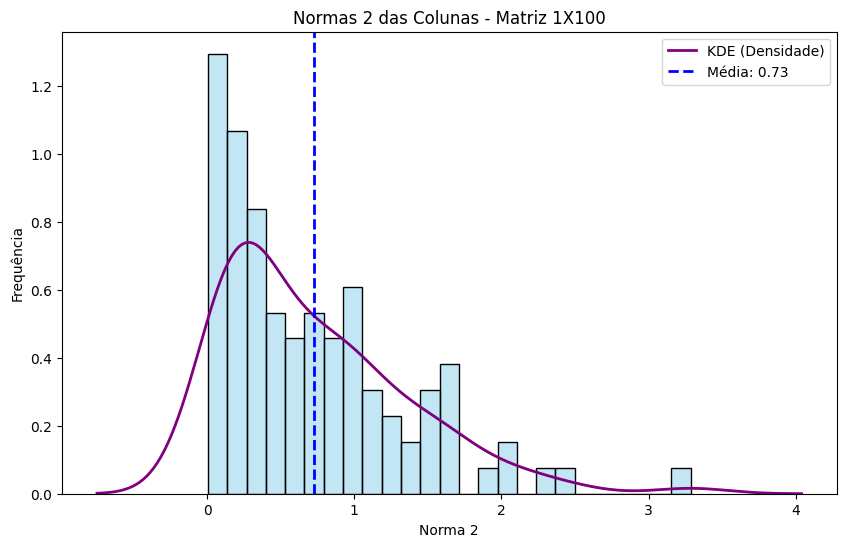 Normas 2 das Colunas - Matriz 1X100
KDE (Densidade)
Média: 0.73
1.2
1.0
0.8
0.6
0.4
0.2
0.0
Frequência
0 1 2 3 4
Norma 2